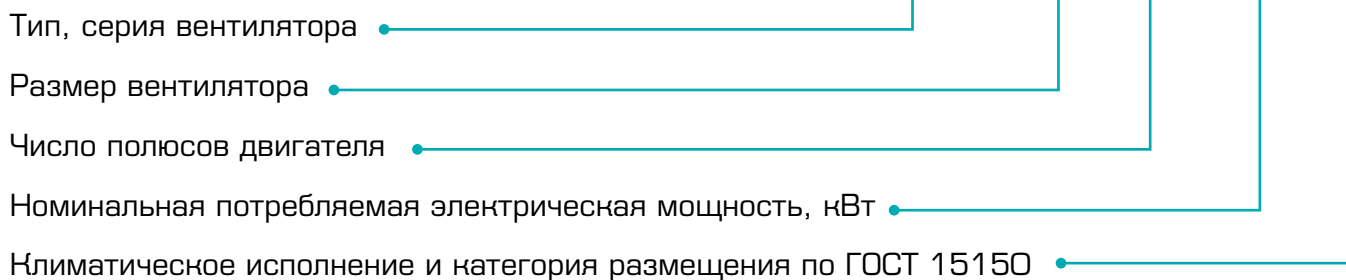 Тип, серия вентилятора
Размер вентилятора
Число полюсов двигателя
Номинальная потребляемая электрическая мощность, кВт
Климатическое исполнение и категория размещения по ГОСТ 15150